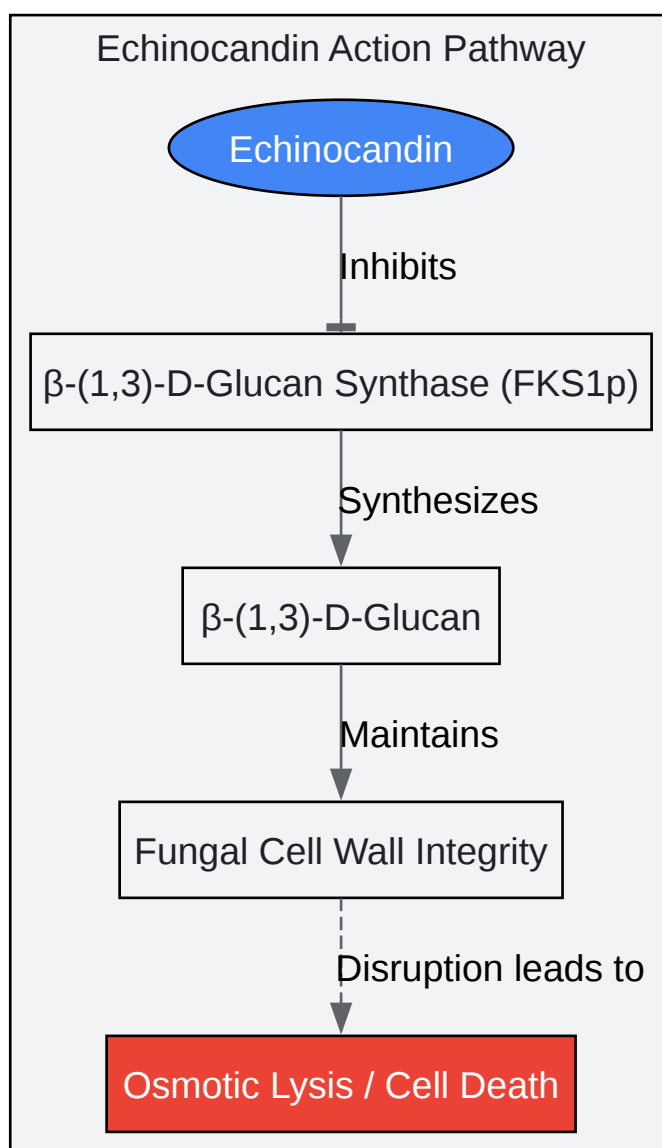 Echinocandin Action Pathway
Echinocandin
Inhibits
β-(1,3)-D-Glucan Synthase (FKS1p)
Synthesizes
β-(1,3)-D-Glucan
Maintains
Fungal Cell Wall Integrity
Disruption leads to
Osmotic Lysis / Cell Death